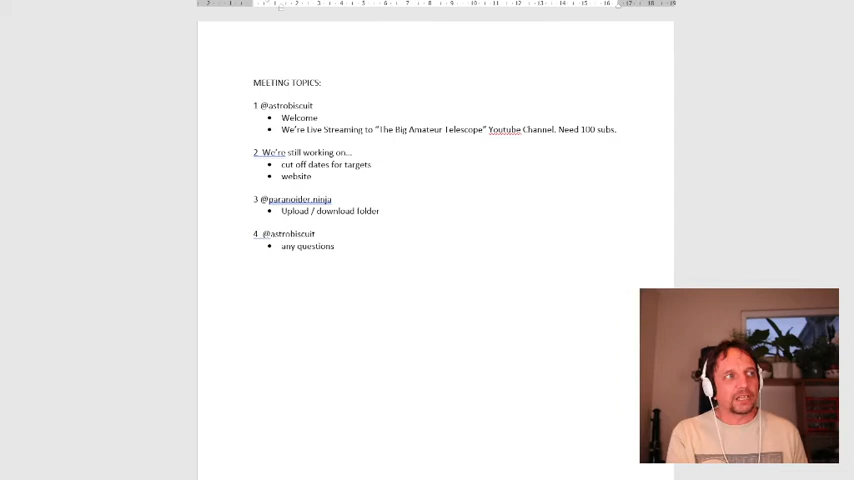 MEETING TOPICS:
1 @astrobiscuit
• Welcome
• We're Live Streaming to "The Big Amateur Telescope" Youtube Channel. Need 100 subs.
2 We're still working on...
• cut off dates for targets
• website
3 @paranoider.ninja
• Upload / download folder
4 @astrobiscuit
• any questions